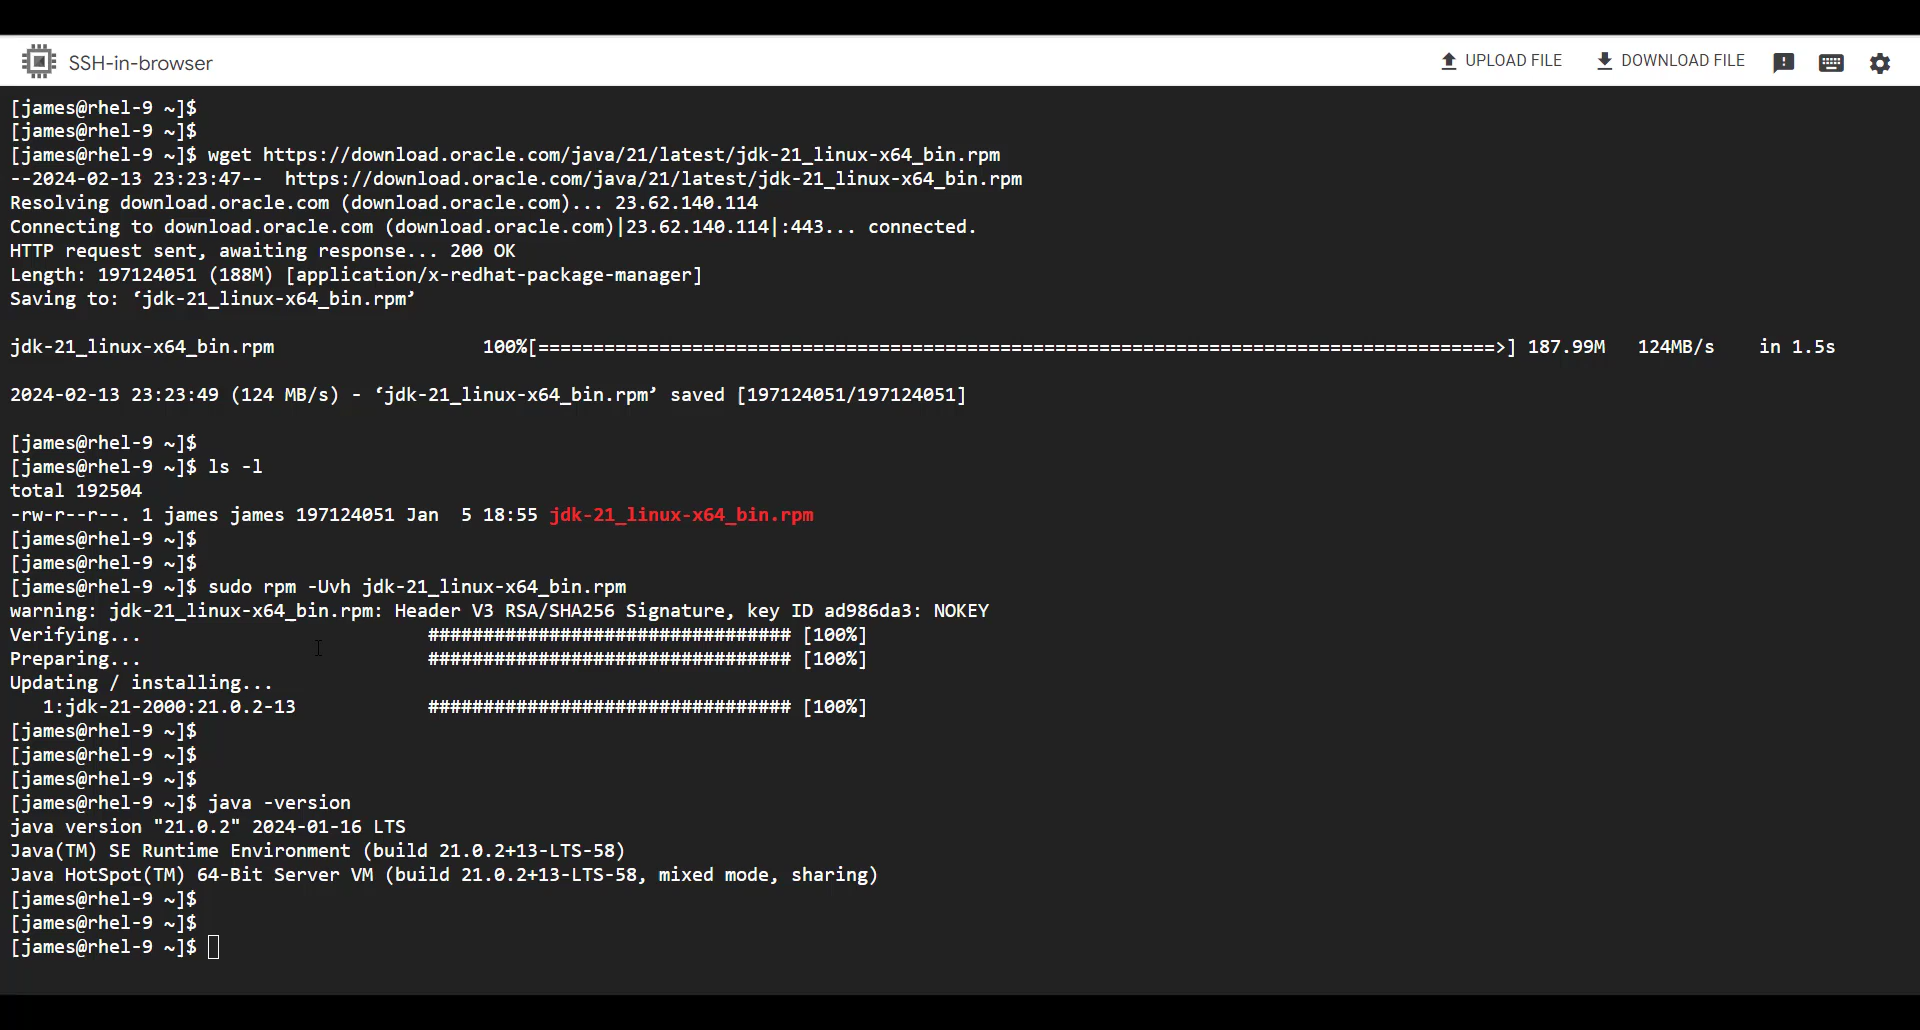 SSH-in-browser
UPLOAD FILE
DOWNLOAD FILE
[james@rhel-9 ~]$
[james@rhel-9 ~]$
[james@rhel-9 ~]$ wget https://download.oracle.com/java/21/latest/jdk-21_linux-x64_bin.rpm
--2024-02-13 23:23:47--  https://download.oracle.com/java/21/latest/jdk-21_linux-x64_bin.rpm
Resolving download.oracle.com (download.oracle.com)... 23.62.140.114
Connecting to download.oracle.com (download.oracle.com)|23.62.140.114|:443... connected.
HTTP request sent, awaiting response... 200 OK
Length: 197124051 (188M) [application/x-redhat-package-manager]
Saving to: ‘jdk-21_linux-x64_bin.rpm’
jdk-21_linux-x64_bin.rpm                   100%[=======================================================================================>] 187.99M   124MB/s    in 1.5s
2024-02-13 23:23:49 (124 MB/s) - ‘jdk-21_linux-x64_bin.rpm’ saved [197124051/197124051]
[james@rhel-9 ~]$
[james@rhel-9 ~]$ ls -l
total 192504
-rw-r--r--. 1 james james 197124051 Jan  5 18:55 jdk-21_linux-x64_bin.rpm
[james@rhel-9 ~]$
[james@rhel-9 ~]$
[james@rhel-9 ~]$ sudo rpm -Uvh jdk-21_linux-x64_bin.rpm
warning: jdk-21_linux-x64_bin.rpm: Header V3 RSA/SHA256 Signature, key ID ad986da3: NOKEY
Verifying...                          ################################# [100%]
Preparing...                          ################################# [100%]
Updating / installing...
   1:jdk-21-2000:21.0.2-13            ################################# [100%]
[james@rhel-9 ~]$
[james@rhel-9 ~]$
[james@rhel-9 ~]$
[james@rhel-9 ~]$ java -version
java version "21.0.2" 2024-01-16 LTS
Java(TM) SE Runtime Environment (build 21.0.2+13-LTS-58)
Java HotSpot(TM) 64-Bit Server VM (build 21.0.2+13-LTS-58, mixed mode, sharing)
[james@rhel-9 ~]$
[james@rhel-9 ~]$
[james@rhel-9 ~]$